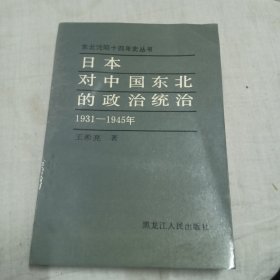 东北沦陷十四年史丛书
日本
对中国东北
的政治统治
1931—1945年
王希亮 著
黑龙江人民出版社